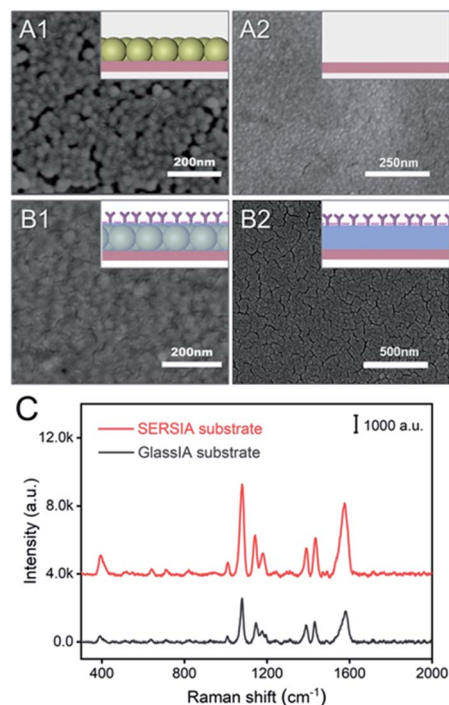 A1
200nm
A2
250nm
B1
200nm
B2
500nm
C
SERSIA substrate
GlassIA substrate
1000 a.u.
12.0k
8.0k
4.0k
0.0
Intensity (a.u.)
400 800 1200 1600 2000
Raman shift (cm⁻¹)